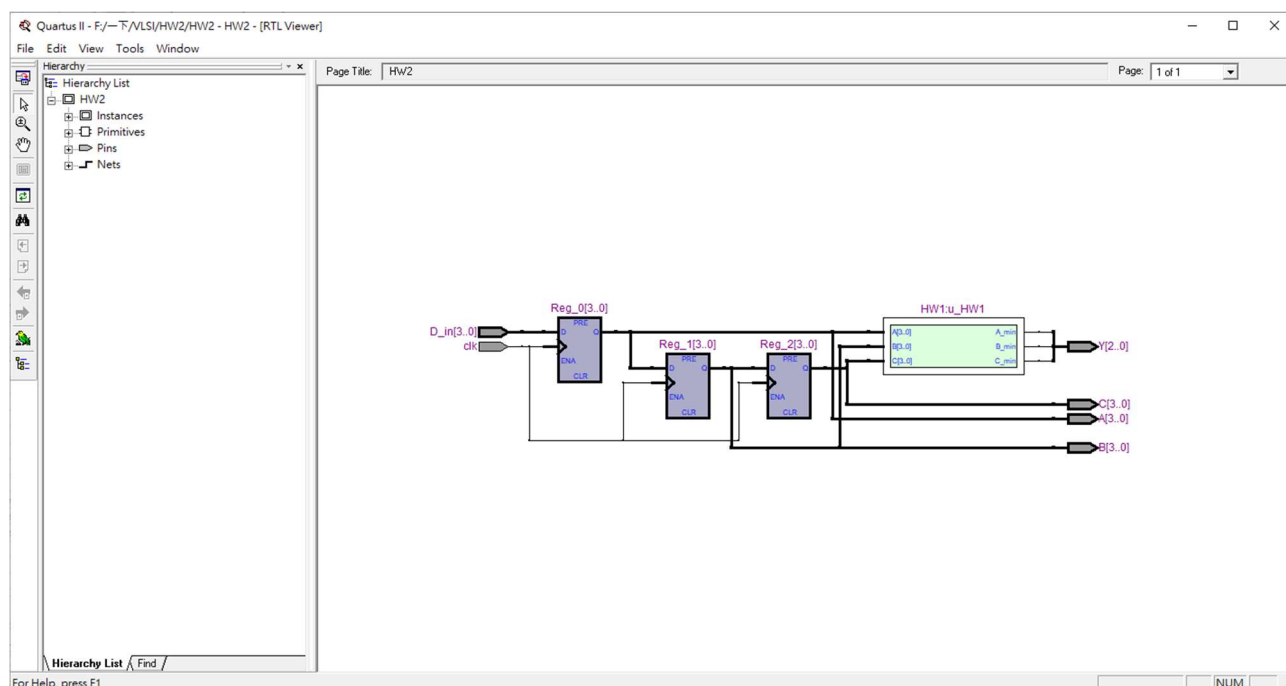 Quartus II - F:/一下/VLSI/HW2/HW2 - HW2 - [RTL Viewer]
File Edit View Tools Window
Hierarchy
Hierarchy List
HW2
Instances
Primitives
Pins
Nets
Hierarchy List Find
Page Title: HW2 Page: 1 of 1
Reg_0[3..0]
D_in[3..0]
clk
PRE
D Q
ENA
CLR
Reg_1[3..0]
PRE
D Q
ENA
CLR
Reg_2[3..0]
PRE
D Q
ENA
CLR
HW1:u_HW1
A[3..0] A_min
B[3..0] B_min
C[3..0] C_min
Y[2..0]
C[3..0]
A[3..0]
B[3..0]
For Help, press F1 NUM